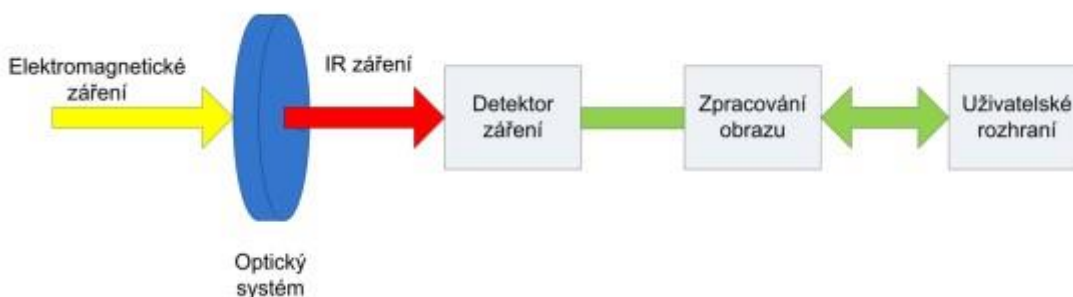 Elektromagnetické
záření
IR záření
Optický
systém
Detektor
záření
Zpracování
obrazu
Uživatelské
rozhraní